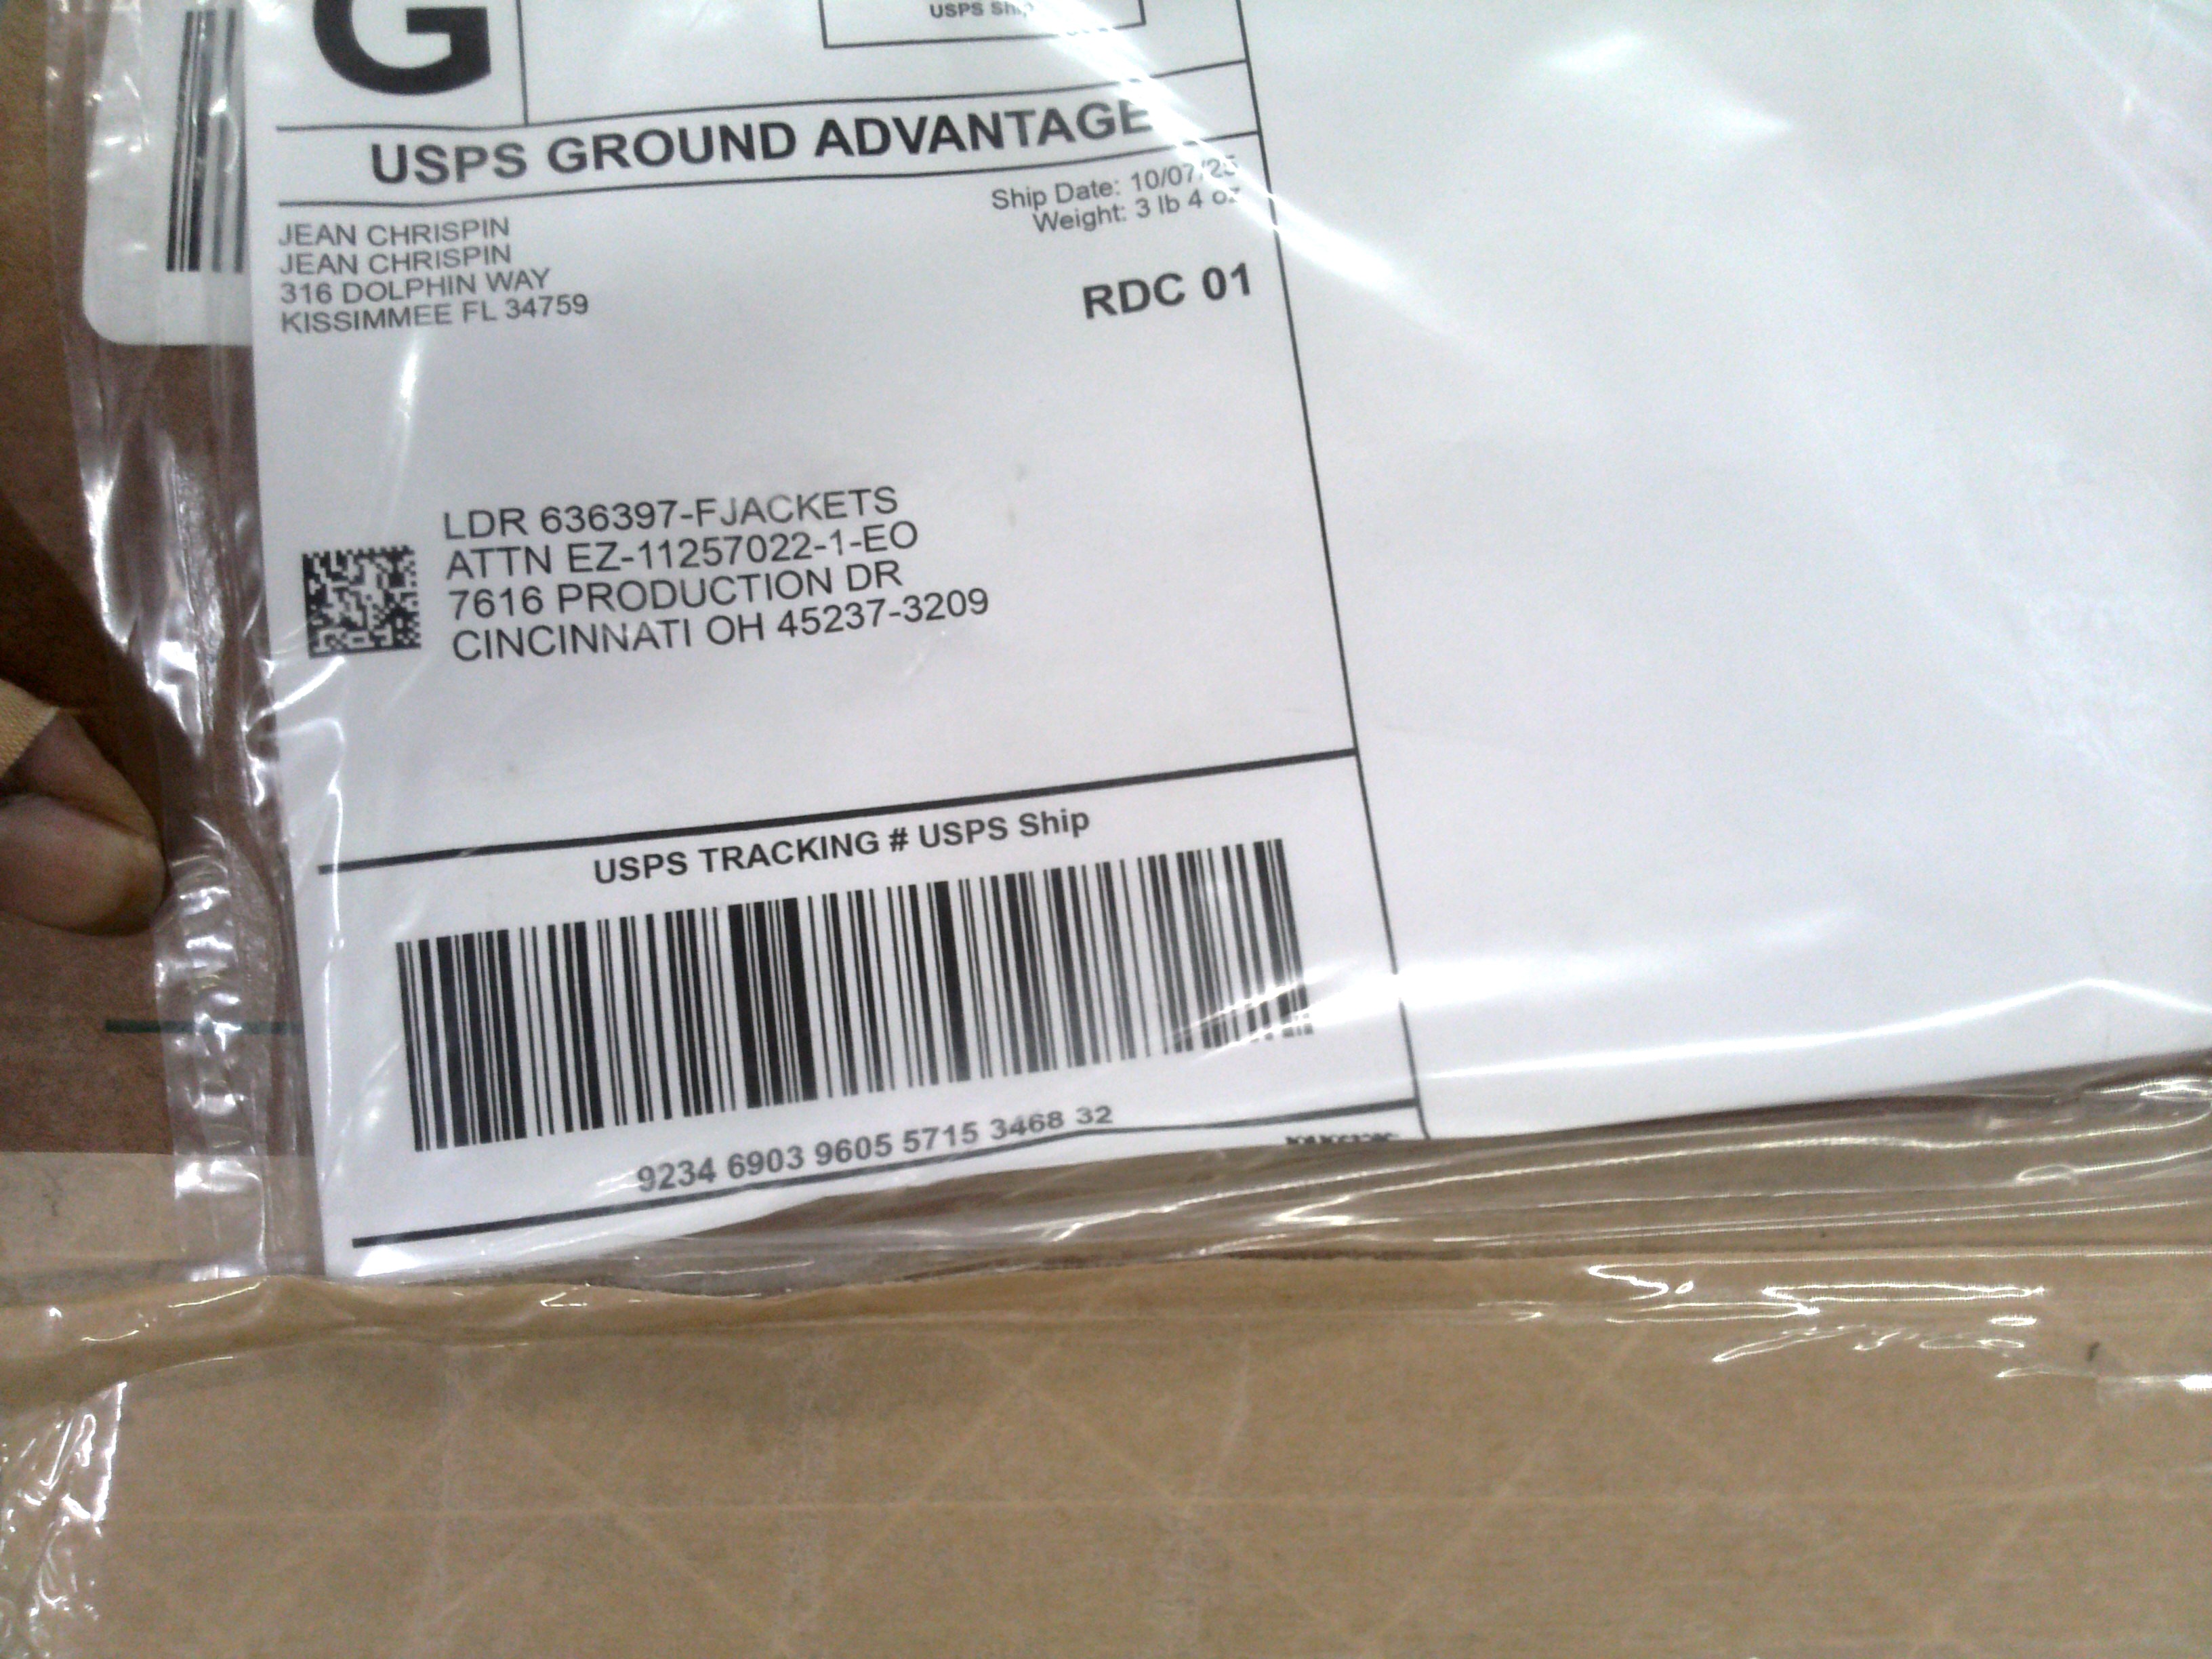 G
USPS Ship
USPS GROUND ADVANTAGE
JEAN CHRISPIN
JEAN CHRISPIN
316 DOLPHIN WAY
KISSIMMEE FL 34759
Ship Date: 10/07/25
Weight: 3 lb 4 oz
RDC 01
LDR 636397-FJACKETS
ATTN EZ-11257022-1-EO
7616 PRODUCTION DR
CINCINNATI OH 45237-3209
USPS TRACKING # USPS Ship
9234 6903 9605 5715 3468 32